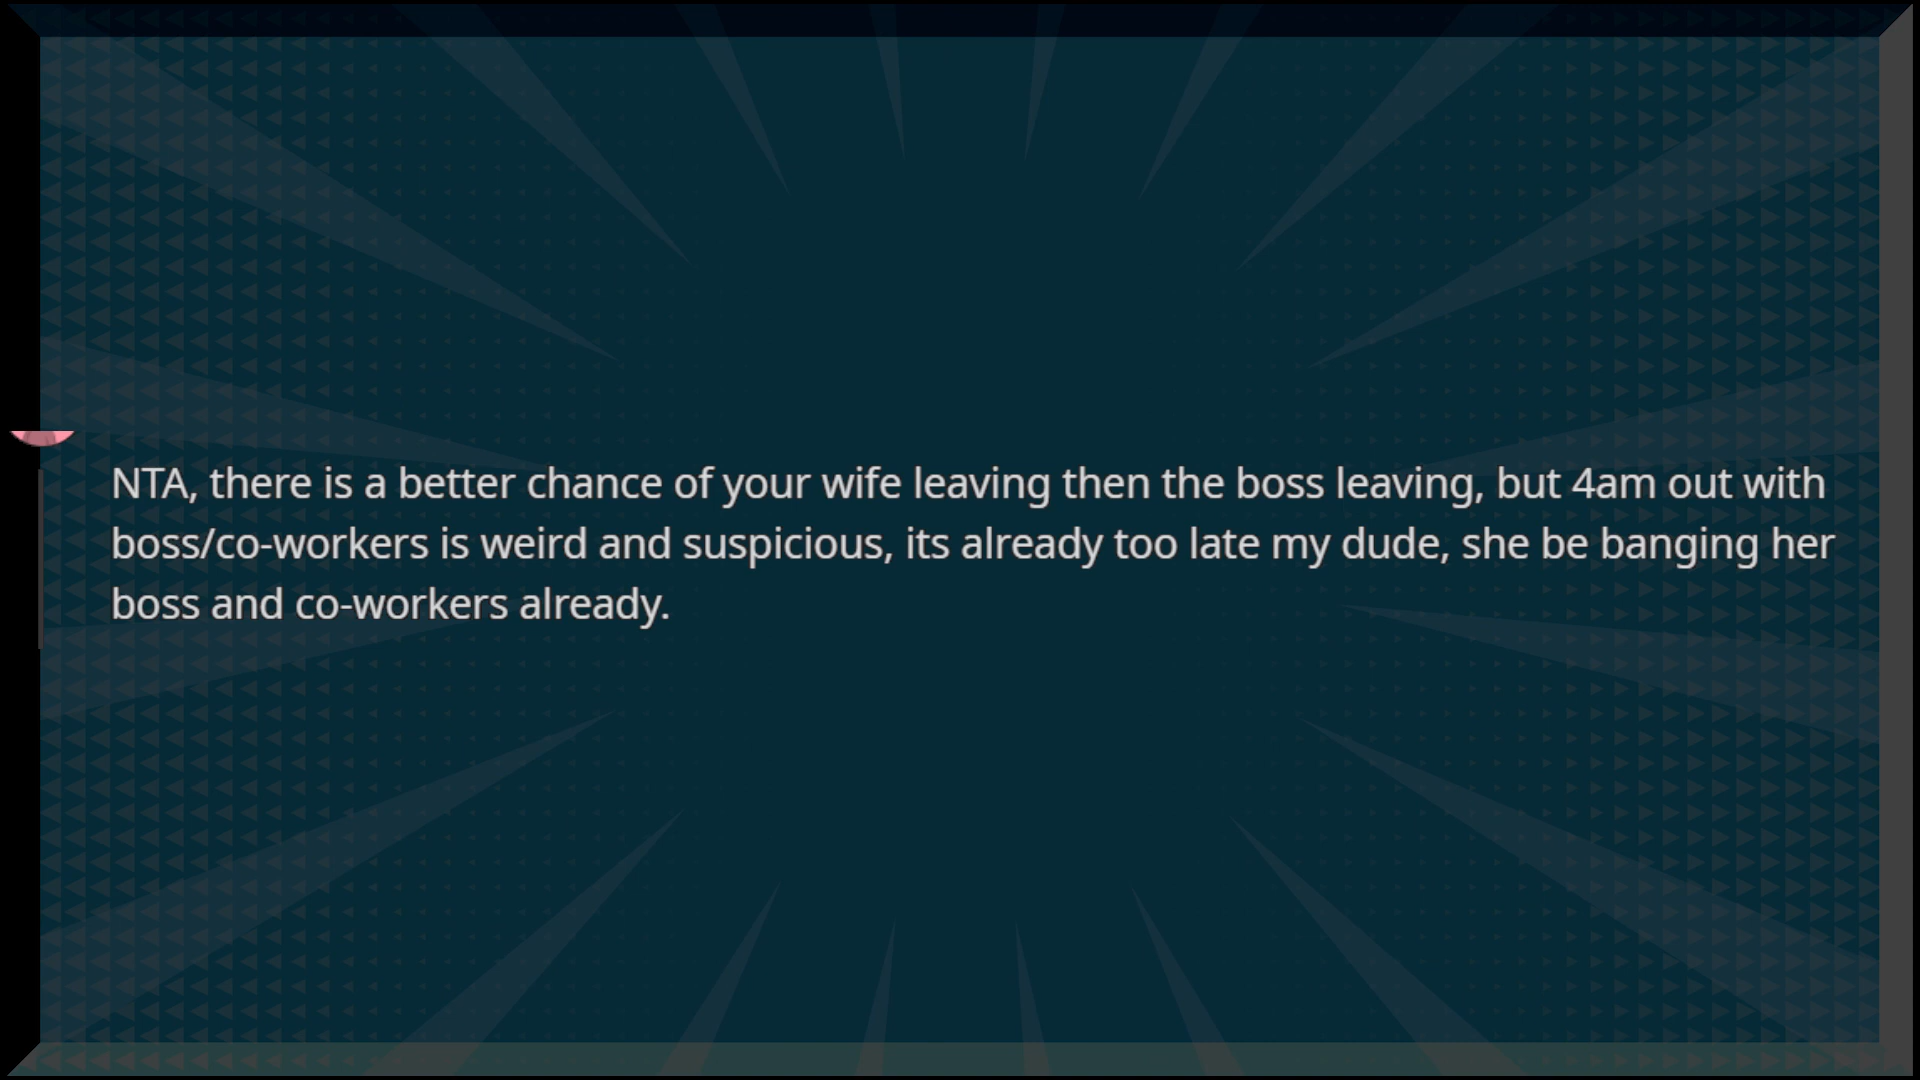 NTA, there is a better chance of your wife leaving then the boss leaving, but 4am out with
boss/co-workers is weird and suspicious, its already too late my dude, she be banging her
boss and co-workers already.